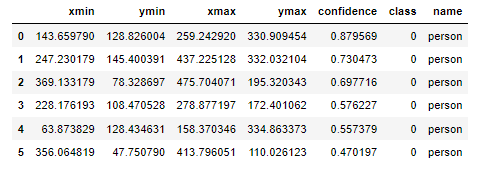 xmin ymin xmax ymax confidence class name
0 143.659790 128.826004 259.242920 330.909454 0.879569 0 person
1 247.230179 145.400391 437.225128 332.032104 0.730473 0 person
2 369.133179 78.328697 475.704071 195.320343 0.697716 0 person
3 228.176193 108.470528 278.877197 172.401062 0.576227 0 person
4 63.873829 128.434631 158.370346 334.863373 0.557379 0 person
5 356.064819 47.750790 413.796051 110.026123 0.470197 0 person